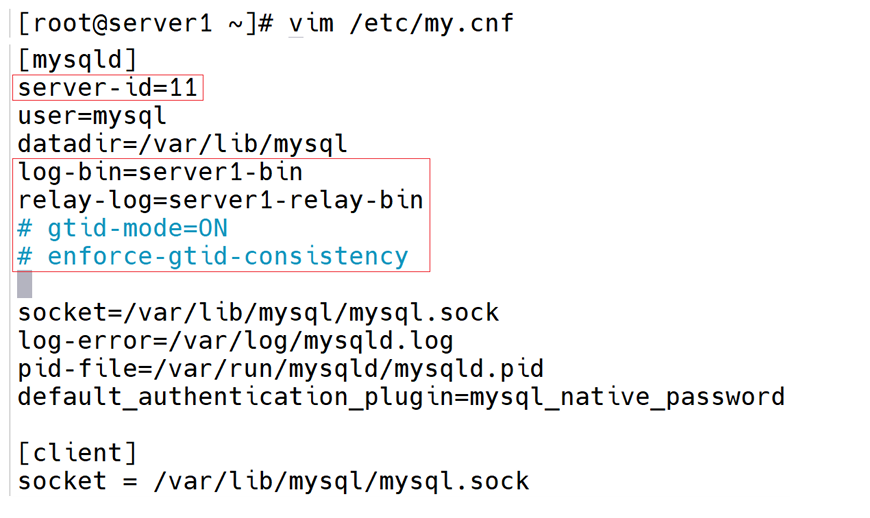 [root@server1 ~]# vim /etc/my.cnf
[mysqld]
server-id=11
user=mysql
datadir=/var/lib/mysql
log-bin=server1-bin
relay-log=server1-relay-bin
# gtid-mode=ON
# enforce-gtid-consistency
socket=/var/lib/mysql/mysql.sock
log-error=/var/log/mysqld.log
pid-file=/var/run/mysqld/mysqld.pid
default_authentication_plugin=mysql_native_password
[client]
socket = /var/lib/mysql/mysql.sock